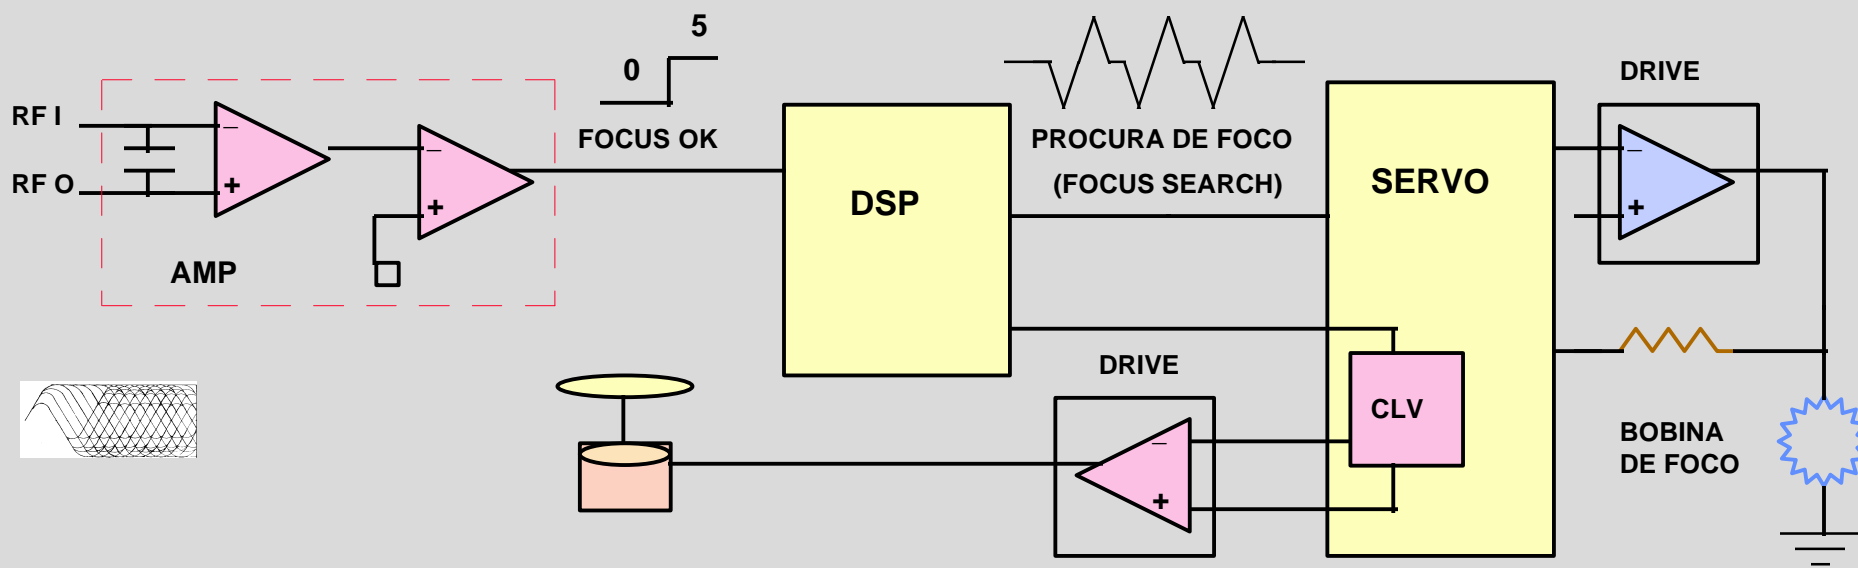 5
0
DRIVE
RF I
–
FOCUS OK
PROCURA DE FOCO
(FOCUS SEARCH)
–
–
RF O
+
+
DSP
SERVO
+
AMP
DRIVE
CLV
–
+
BOBINA
DE FOCO